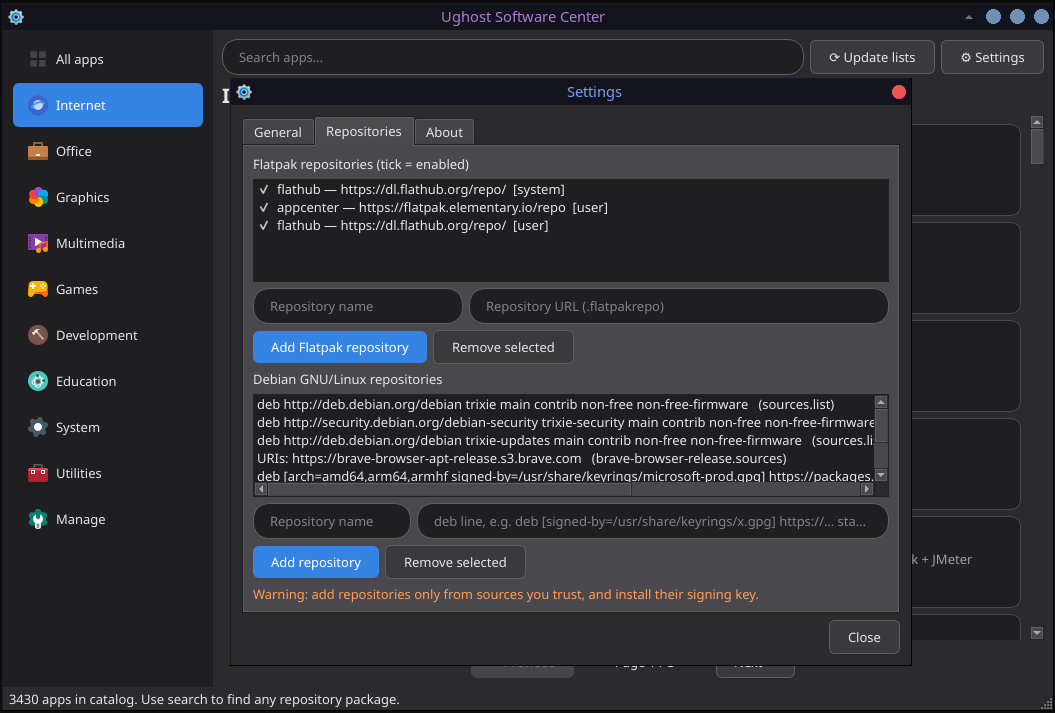 Ughost Software Center
All apps
Internet
Office
Graphics
Multimedia
Games
Development
Education
System
Utilities
Manage
Search apps...
⟳ Update lists
⚙ Settings
Settings
General
Repositories
About
Flatpak repositories (tick = enabled)
✓ flathub — https://dl.flathub.org/repo/ [system]
✓ appcenter — https://flatpak.elementary.io/repo [user]
✓ flathub — https://dl.flathub.org/repo/ [user]
Repository name
Repository URL (.flatpakrepo)
Add Flatpak repository
Remove selected
Debian GNU/Linux repositories
deb http://deb.debian.org/debian trixie main contrib non-free non-free-firmware (sources.list)
deb http://security.debian.org/debian-security trixie-security main contrib non-free non-free-firmware
deb http://deb.debian.org/debian trixie-updates main contrib non-free non-free-firmware (sources.li
URIs: https://brave-browser-apt-release.s3.brave.com (brave-browser-release.sources)
deb [arch=amd64,arm64,armhf signed-by=/usr/share/keyrings/microsoft-prod.gpg] https://packages.
Repository name
deb line, e.g. deb [signed-by=/usr/share/keyrings/x.gpg] https://... sta...
Add repository
Remove selected
Warning: add repositories only from sources you trust, and install their signing key.
Close
k + JMeter
3430 apps in catalog. Use search to find any repository package.